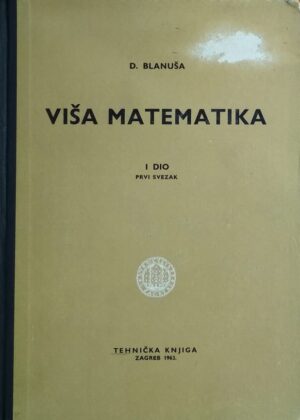 D. BLANUŠA
VIŠA MATEMATIKA
I DIO
PRVI SVEZAK
TEHNIČKA KNJIGA
ZAGREB 1963.